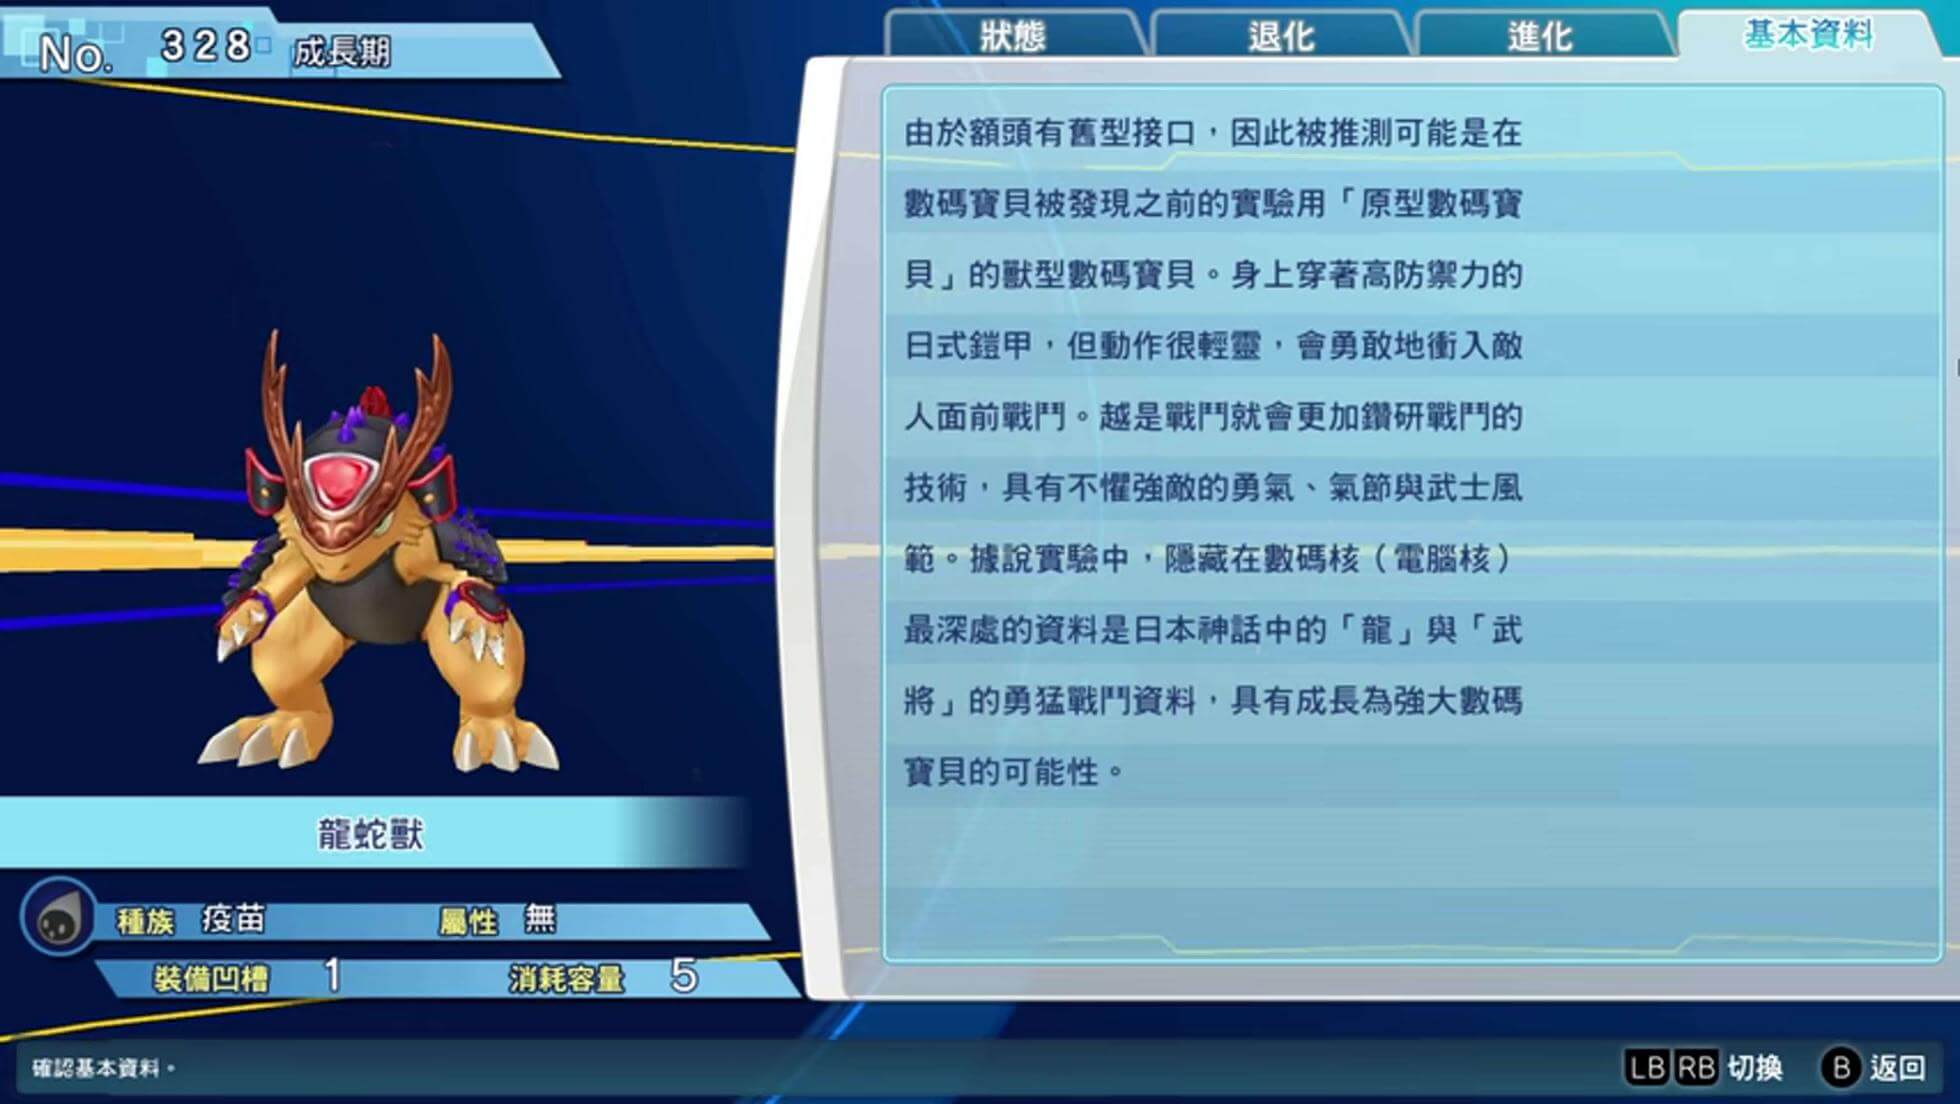 No. 328 成長期
狀態 退化 進化 基本資料
由於額頭有舊型接口，因此被推測可能是在
數碼寶貝被發現之前的實驗用「原型數碼寶
貝」的獸型數碼寶貝。身上穿著高防禦力的
日式鎧甲，但動作很輕靈，會勇敢地衝入敵
人面前戰鬥。越是戰鬥就會更加鑽研戰鬥的
技術，具有不懼強敵的勇氣、氣節與武士風
範。據說實驗中，隱藏在數碼核（電腦核）
最深處的資料是日本神話中的「龍」與「武
將」的勇猛戰鬥資料，具有成長為強大數碼
寶貝的可能性。
龍蛇獸
種族 疫苗 屬性 無
裝備凹槽 1 消耗容量 5
確認基本資料。
LB RB 切換 B 返回